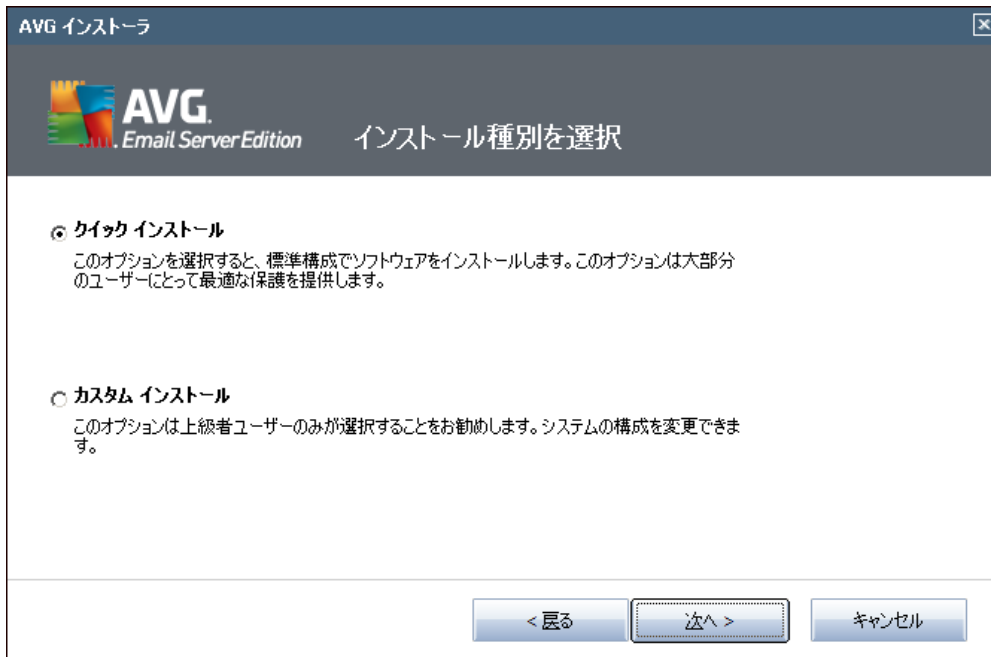 AVG インストーラ
AVG.
Email Server Edition
インストール種別を選択
クイック インストール
このオプションを選択すると、標準構成でソフトウェアをインストールします。このオプションは大部分
のユーザーにとって最適な保護を提供します。
カスタム インストール
このオプションは上級者ユーザーのみが選択することをお勧めします。システムの構成を変更できま
す。
< 戻る
次へ >
キャンセル